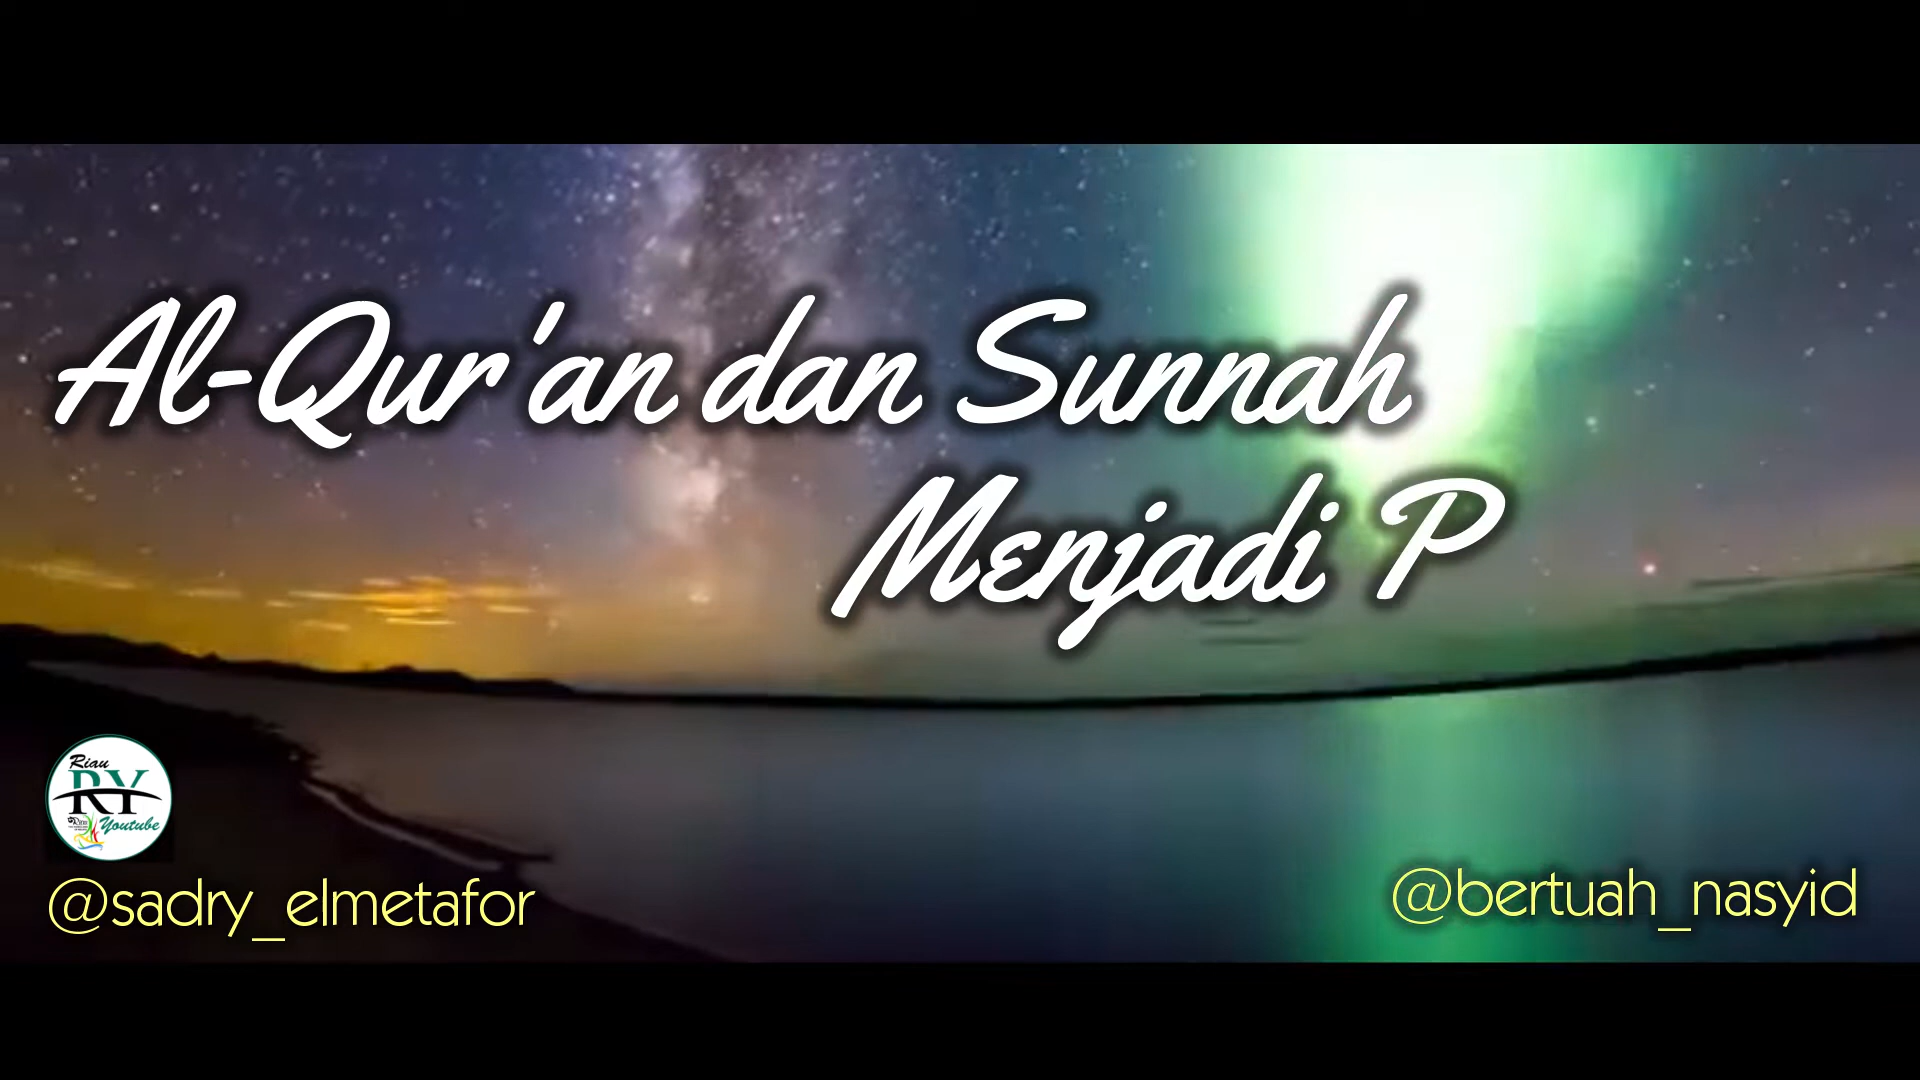 Al-Qur'an dan Sunnah
Menjadi P
Riau
RY
Youtube
@sadry_elmetafor
@bertuah_nasyid